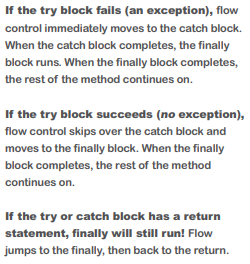 If the try block fails (an exception), flow
control immediately moves to the catch block.
When the catch block completes, the finally
block runs. When the finally block completes,
the rest of the method continues on.
If the try block succeeds (no exception),
flow control skips over the catch block and
moves to the finally block. When the finally
block completes, the rest of the method
continues on.
If the try or catch block has a return
statement, finally will still run! Flow
jumps to the finally, then back to the return.